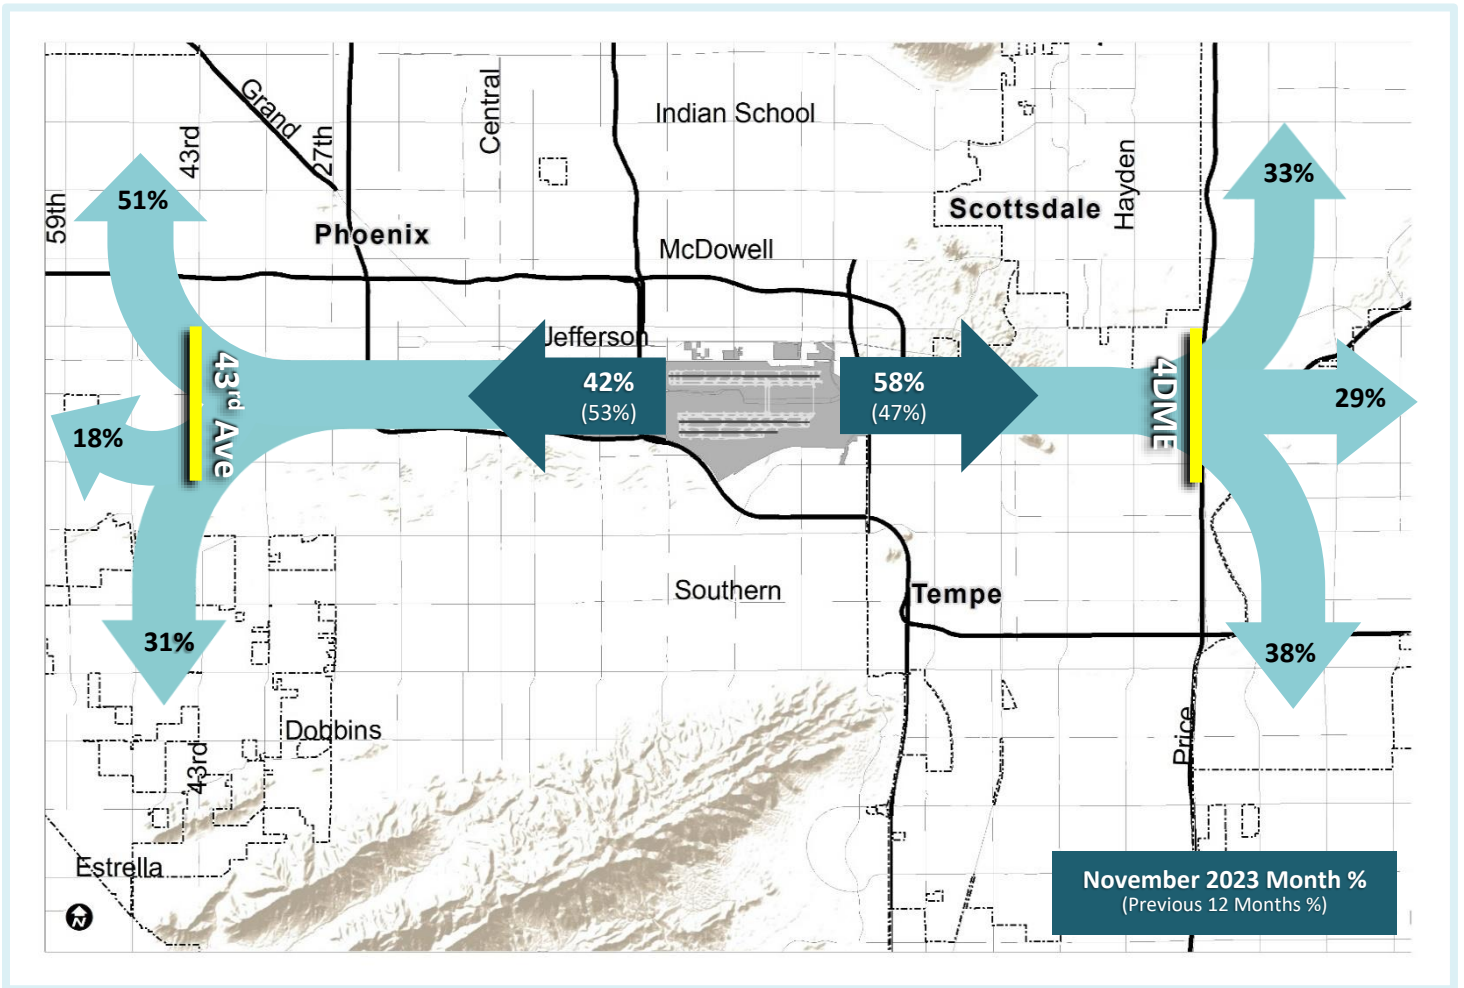 Grand
43rd
27th
Central
Indian School
Hayden
33%
51%
59th
Phoenix
Scottsdale
McDowell
Jefferson
43rd Ave
42%
(53%)
58%
(47%)
4DME
29%
18%
Southern
Tempe
31%
38%
Dobbins
43rd
Price
Estrella
N
November 2023 Month %
(Previous 12 Months %)